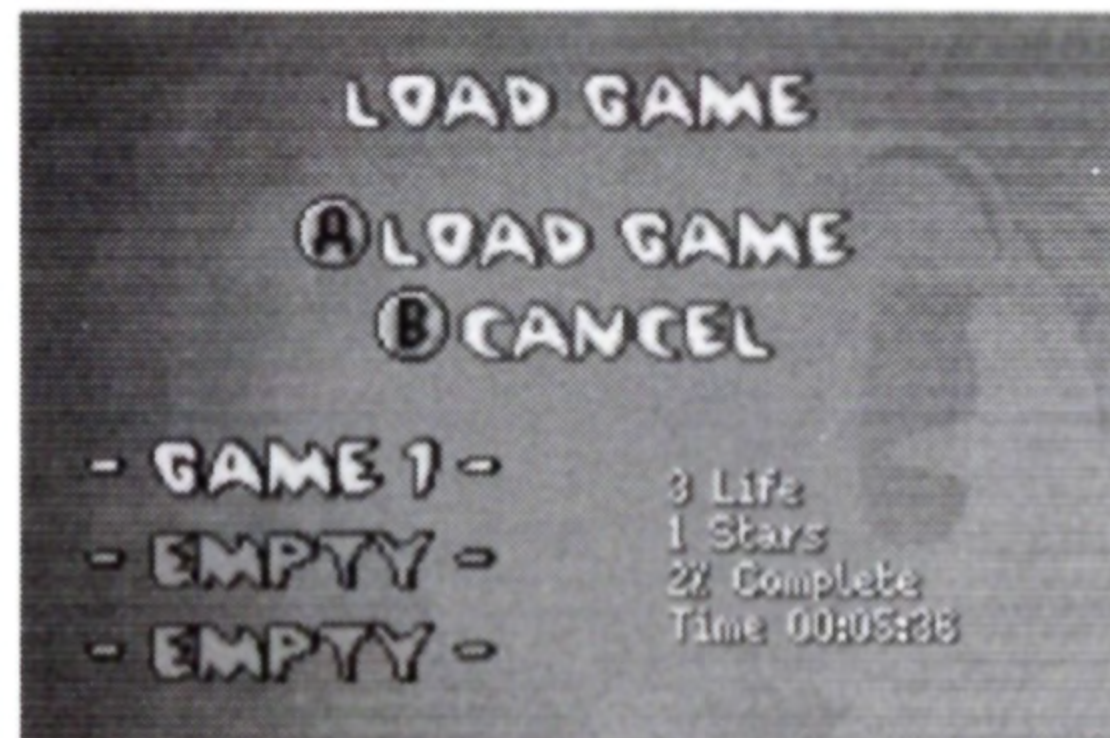 LOAD GAME
A LOAD GAME
B CANCEL
- GAME 1 -
- EMPTY -
- EMPTY -
3 Life
1 Stars
2% Complete
Time 00:05:36